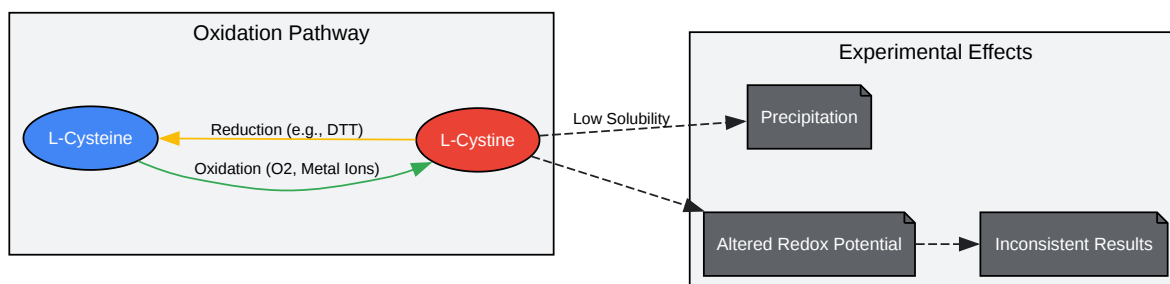 Oxidation Pathway
L-Cysteine
Reduction (e.g., DTT)
Oxidation (O2, Metal Ions)
L-Cystine
Low Solubility
Experimental Effects
Precipitation
Altered Redox Potential
Inconsistent Results